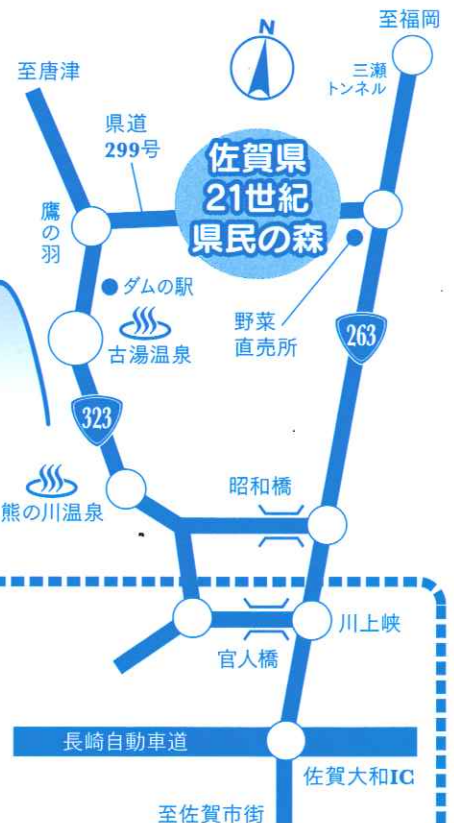 N
至福岡
至唐津
三瀬
トンネル
県道
299号
佐賀県
21世紀
県民の森
鷹の羽
ダムの駅
古湯温泉
野菜
直売所
263
323
熊の川温泉
昭和橋
川上峡
官人橋
長崎自動車道
佐賀大和IC
至佐賀市街